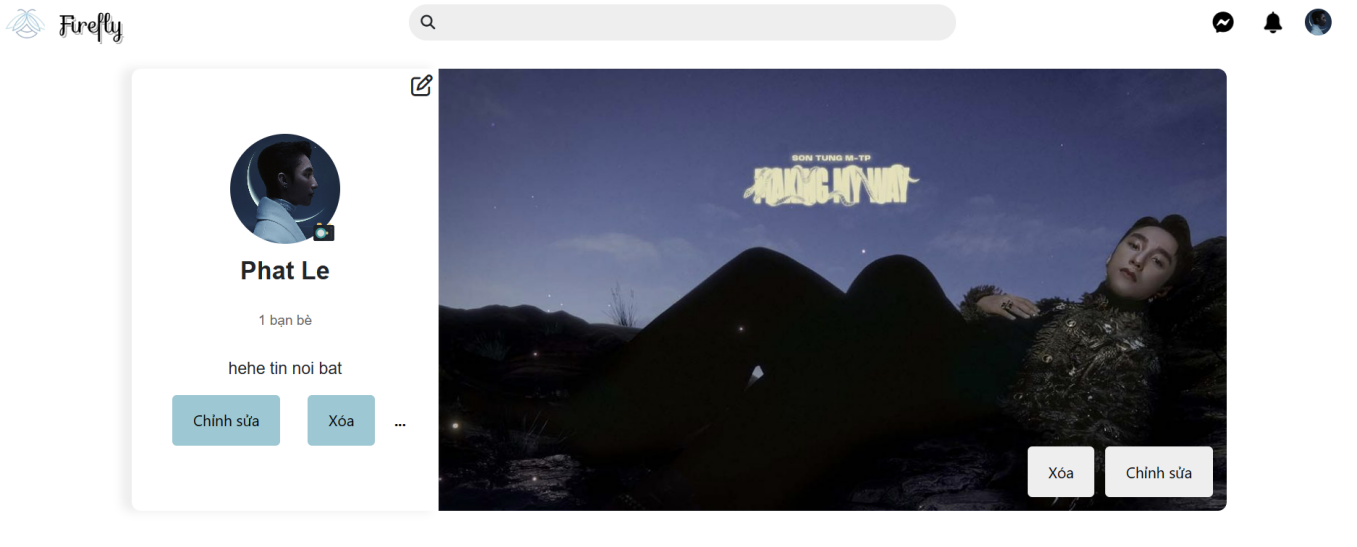 Firefly
SON TUNG M-TP
MAKING MY WAY
Phat Le
1 bạn bè
hehe tin noi bat
Chỉnh sửa
Xóa
...
Xóa
Chỉnh sửa